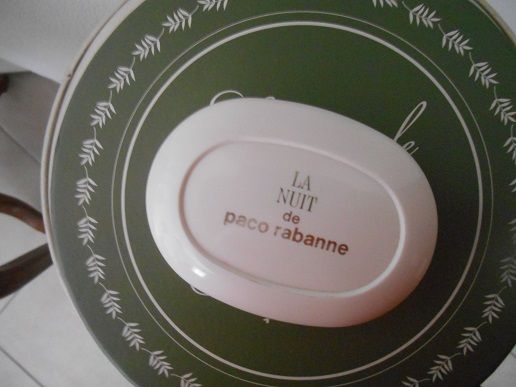 LA
NUIT
de
paco rabanne